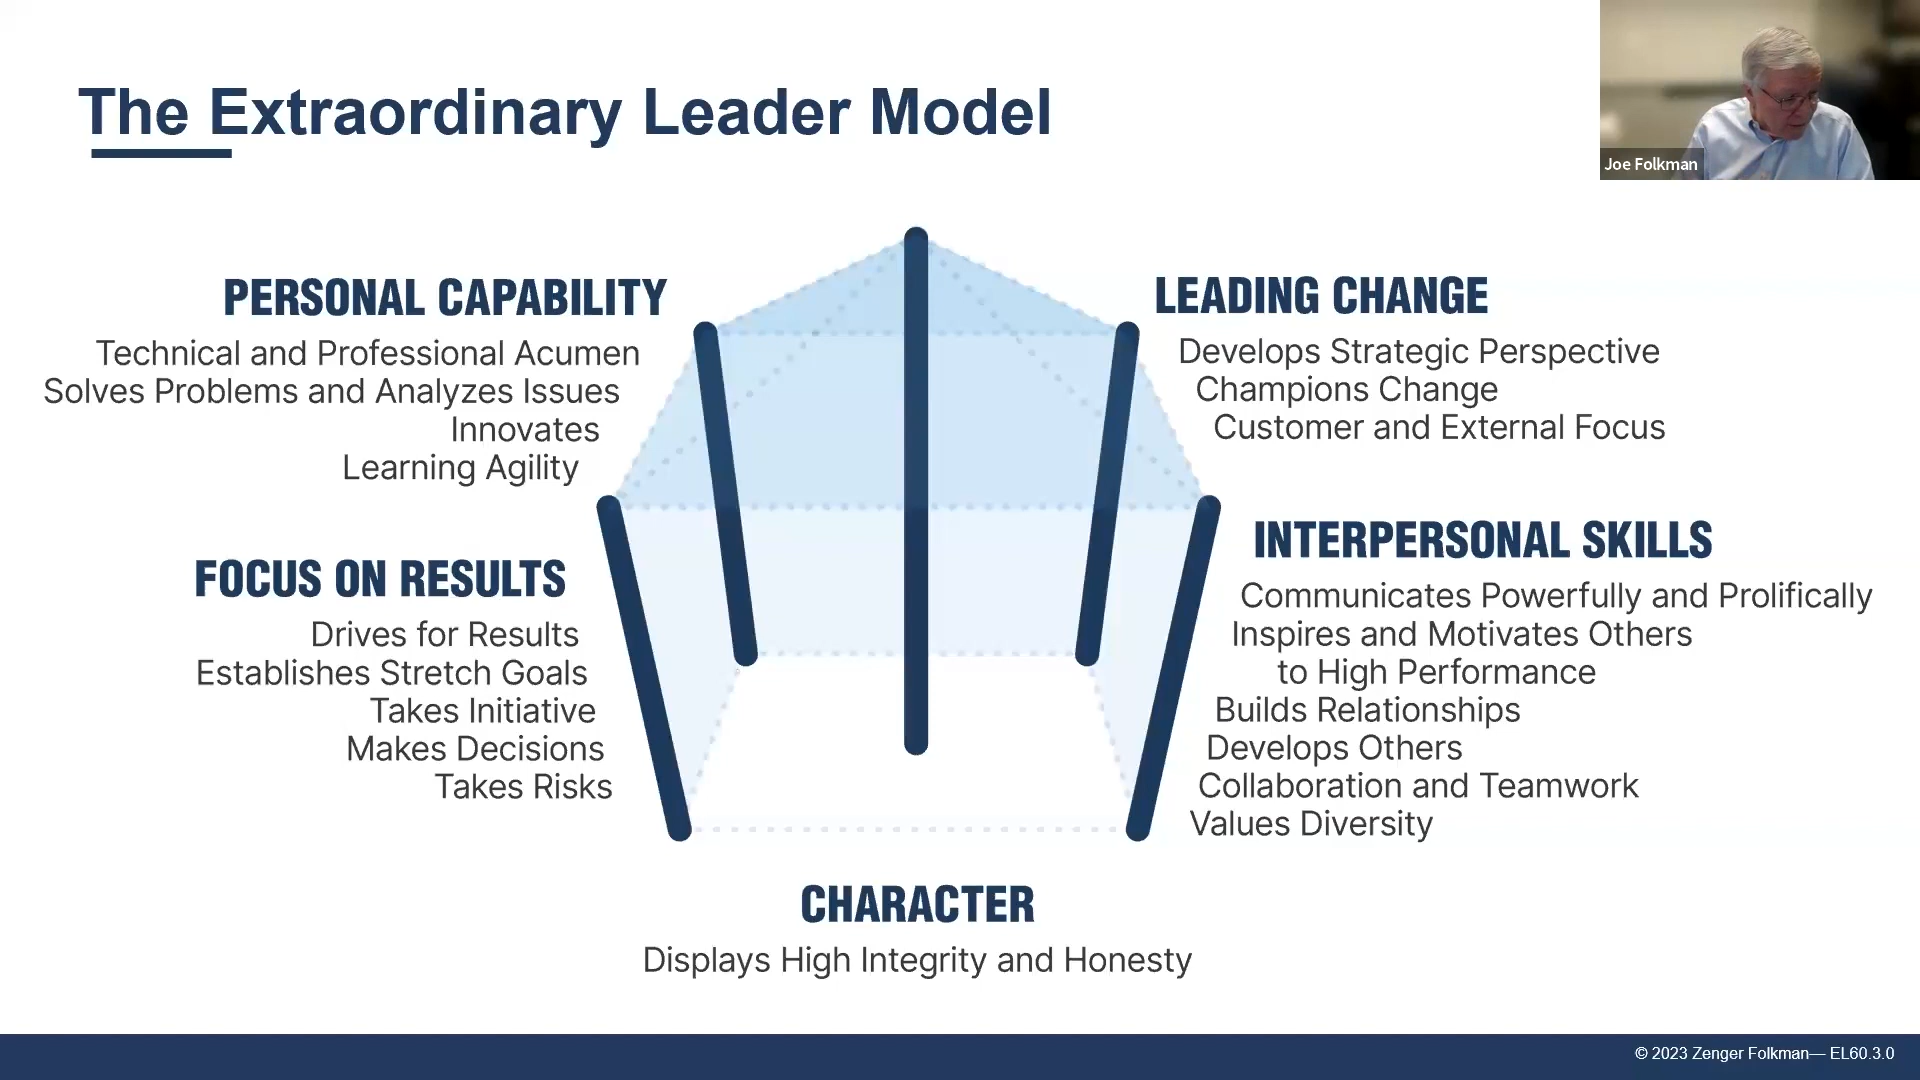 The Extraordinary Leader Model
Joe Folkman
PERSONAL CAPABILITY
Technical and Professional Acumen
Solves Problems and Analyzes Issues
Innovates
Learning Agility
LEADING CHANGE
Develops Strategic Perspective
Champions Change
Customer and External Focus
FOCUS ON RESULTS
Drives for Results
Establishes Stretch Goals
Takes Initiative
Makes Decisions
Takes Risks
INTERPERSONAL SKILLS
Communicates Powerfully and Prolifically
Inspires and Motivates Others
to High Performance
Builds Relationships
Develops Others
Collaboration and Teamwork
Values Diversity
CHARACTER
Displays High Integrity and Honesty
© 2023 Zenger Folkman— EL60.3.0